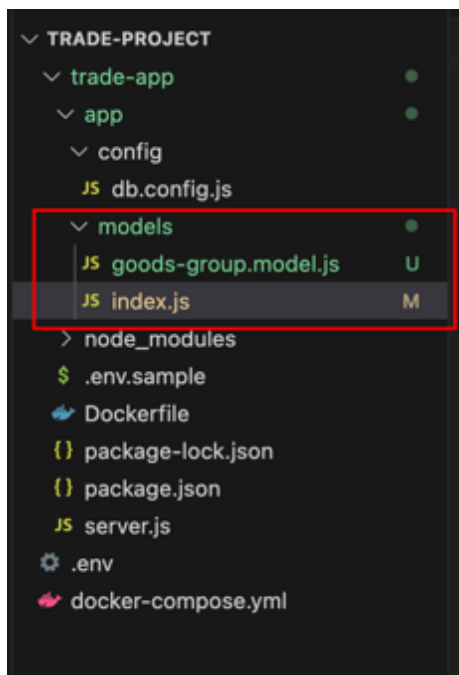 TRADE-PROJECT
trade-app
app
config
JS db.config.js
models
JS goods-group.model.js U
JS index.js M
node_modules
$ .env.sample
Dockerfile
{} package-lock.json
{} package.json
JS server.js
.env
docker-compose.yml